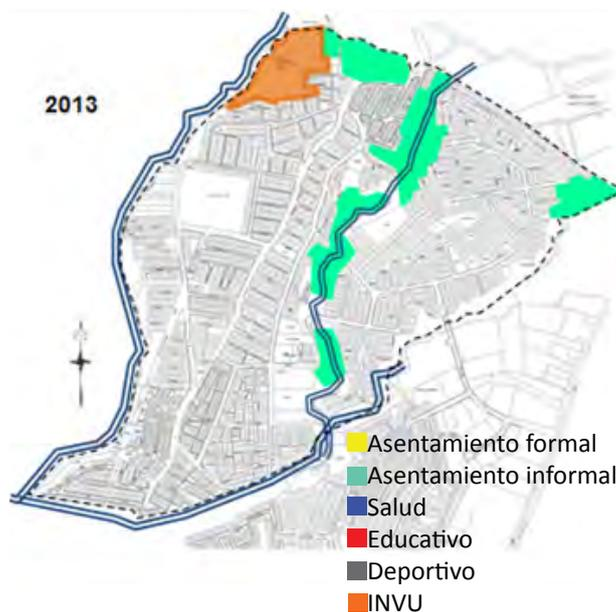 2013
Asentamiento formal
Asentamiento informal
Salud
Educativo
Deportivo
INVU